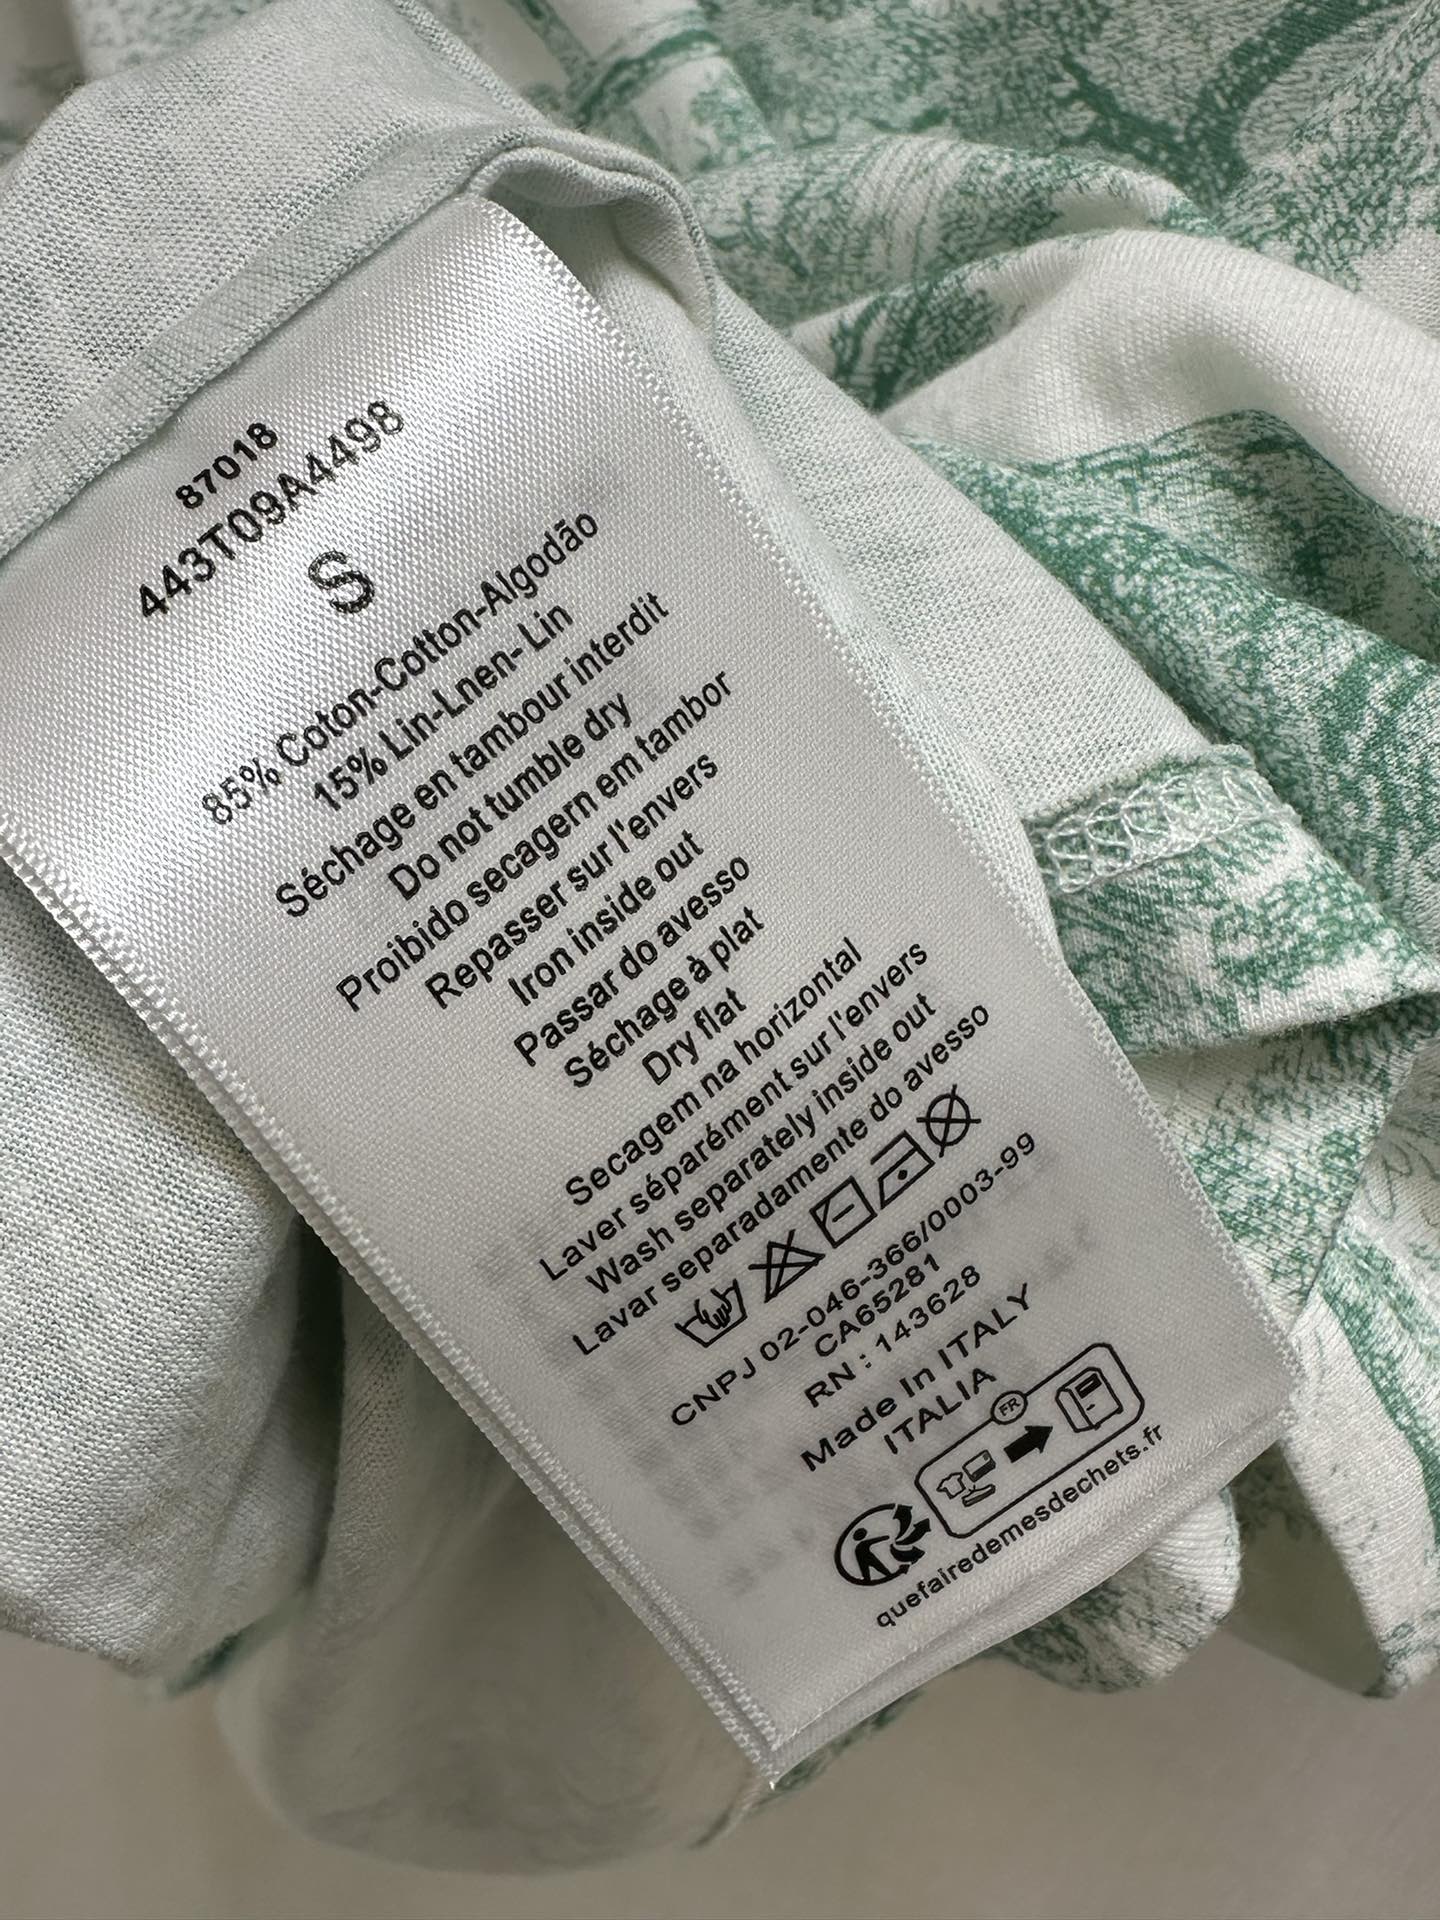 87018
443T09A4498
S
85% Coton-Cotton-Algodão
15% Lin-Lnen- Lin
Séchage en tambour interdit
Do not tumble dry
Proibido secagern em tambor
Repasser sur l'envers
Iron inside out
Passar do avesso
Séchage à plat
Dry flat
Secagem na horizontal
Laver séparément sur l'envers
Wash separately inside out
Lavar separadamente do avesso
CNPJ 02-046-366/0003-99
CA65281
RN : 143628
Made In ITALY
ITALIA
FR
quefairedemesdechets.fr